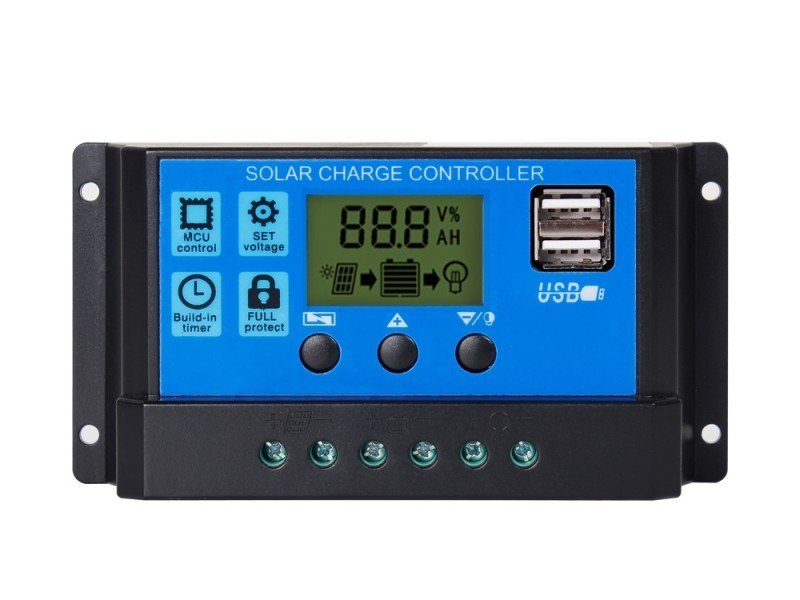 SOLAR CHARGE CONTROLLER
MCU
control
SET
voltage
88.8 V%
AH
Build-in
timer
FULL
protect
USB